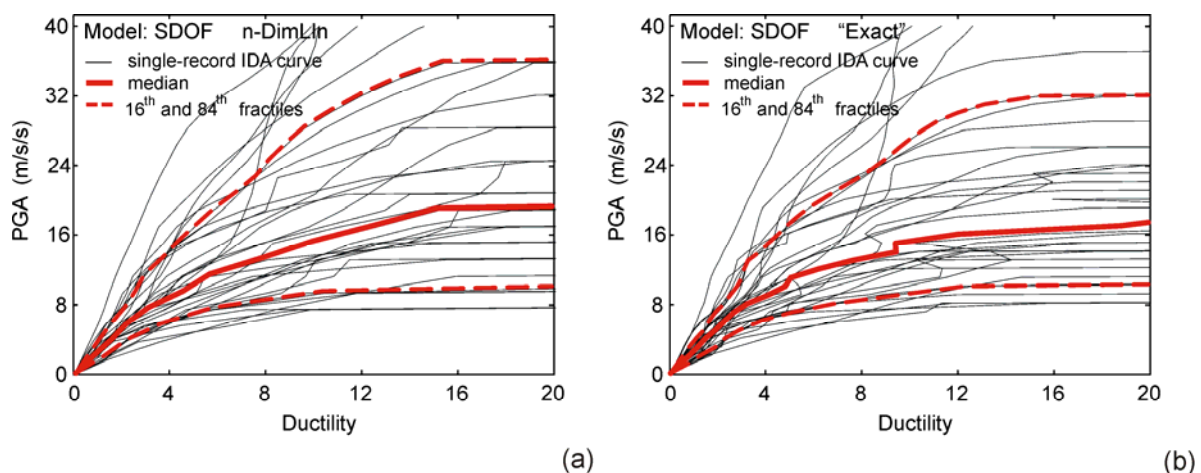 Model: SDOF n-DimLin
single-record IDA curve
median
16th and 84th fractiles
40
32
24
16
8
0
PGA (m/s/s)
0 4 8 12 16 20
Ductility
(a)
Model: SDOF "Exact"
single-record IDA curve
median
16th and 84th fractiles
40
32
24
16
8
0
PGA (m/s/s)
0 4 8 12 16 20
Ductility
(b)